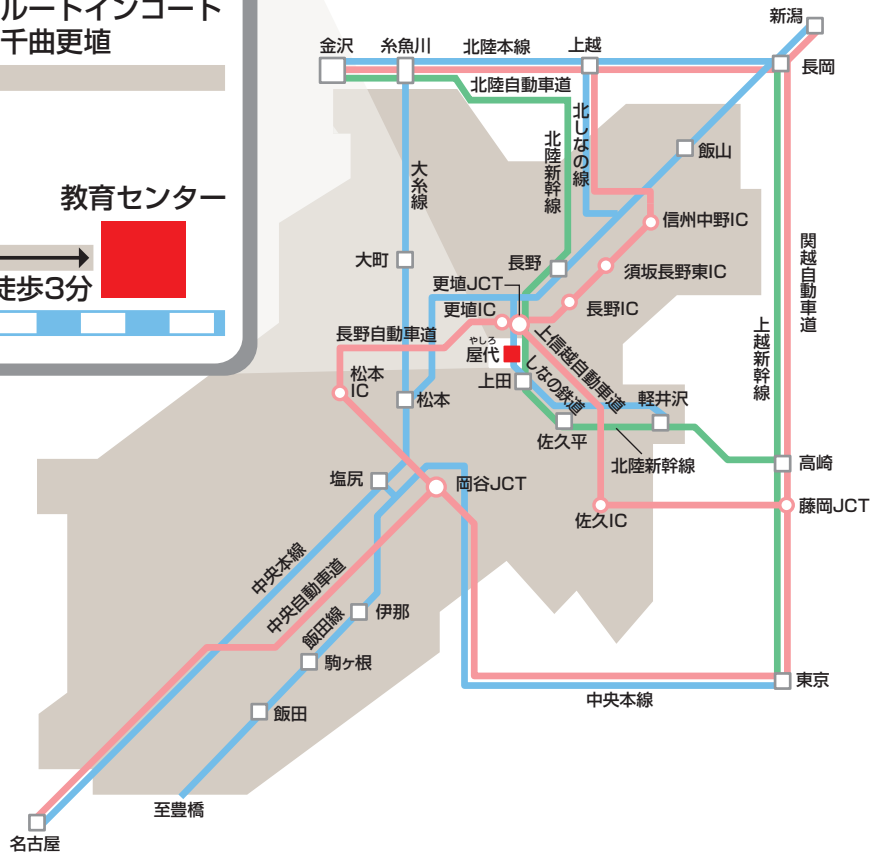 ルートインコート
千曲更埴
教育センター
徒歩3分
新潟
金沢
糸魚川
北陸本線
上越
長岡
北陸自動車道
北しなの線
北陸新幹線
飯山
大糸線
信州中野IC
関越自動車道
大町
長野
須坂長野東IC
更埴JCT
更埴IC
長野IC
長野自動車道
上信越自動車道
上越新幹線
やしろ
屋代
しなの鉄道
松本
IC
上田
松本
軽井沢
佐久平
北陸新幹線
高崎
塩尻
岡谷JCT
佐久IC
藤岡JCT
中央本線
中央自動車道
飯田線
伊那
駒ヶ根
飯田
東京
中央本線
至豊橋
名古屋